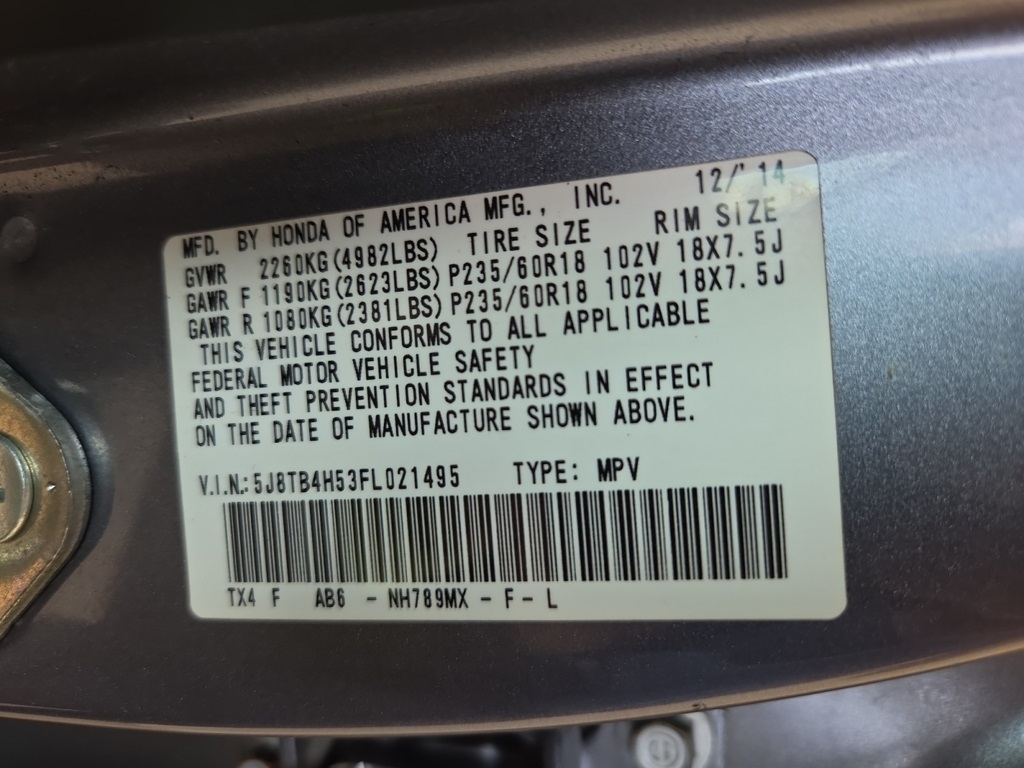 MFD. BY HONDA OF AMERICA MFG., INC. 12/'14
GVWR 2260KG(4982LBS) TIRE SIZE RIM SIZE
GAWR F 1190KG(2623LBS) P235/60R18 102V 18X7.5J
GAWR R 1080KG(2381LBS) P235/60R18 102V 18X7.5J
THIS VEHICLE CONFORMS TO ALL APPLICABLE
FEDERAL MOTOR VEHICLE SAFETY
AND THEFT PREVENTION STANDARDS IN EFFECT
ON THE DATE OF MANUFACTURE SHOWN ABOVE.
V.I.N.: 5J8TB4H53FL021495 TYPE: MPV
TX4 F AB6 - NH789MX - F - L